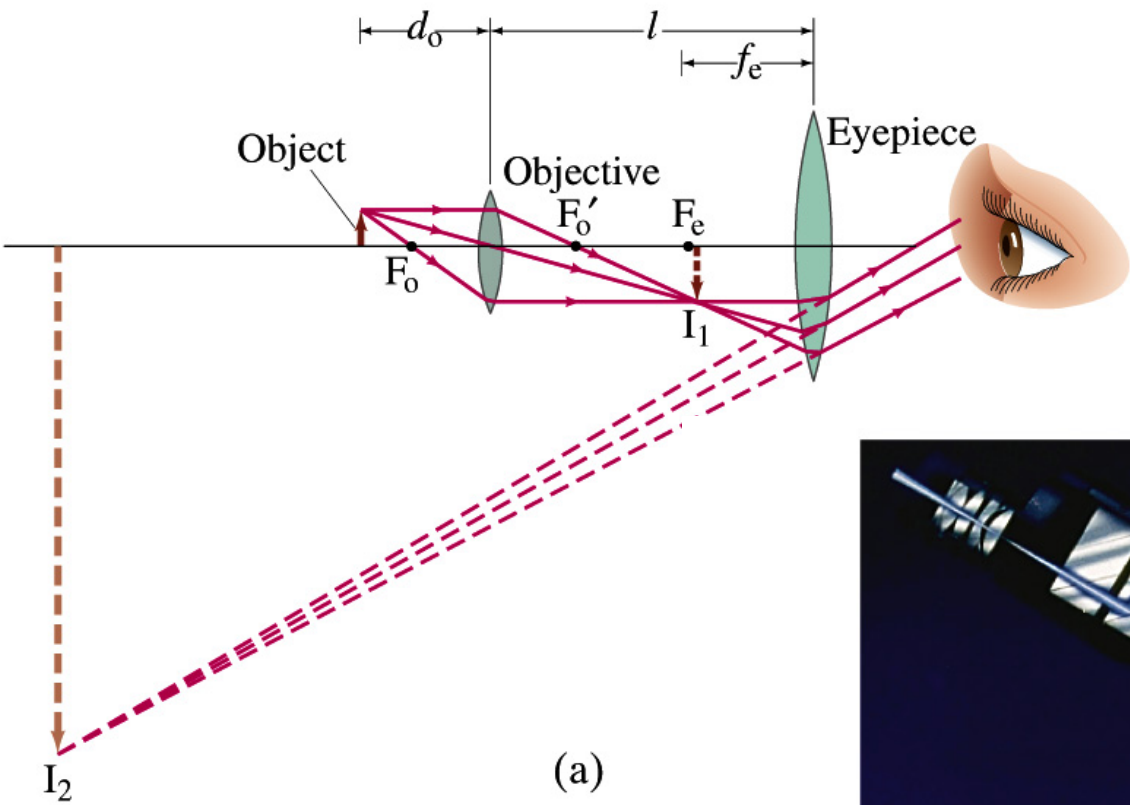 dₒ
l
fₑ
Object
Objective
Eyepiece
Fₒ
Fₒ′
Fₑ
I₁
I₂
(a)